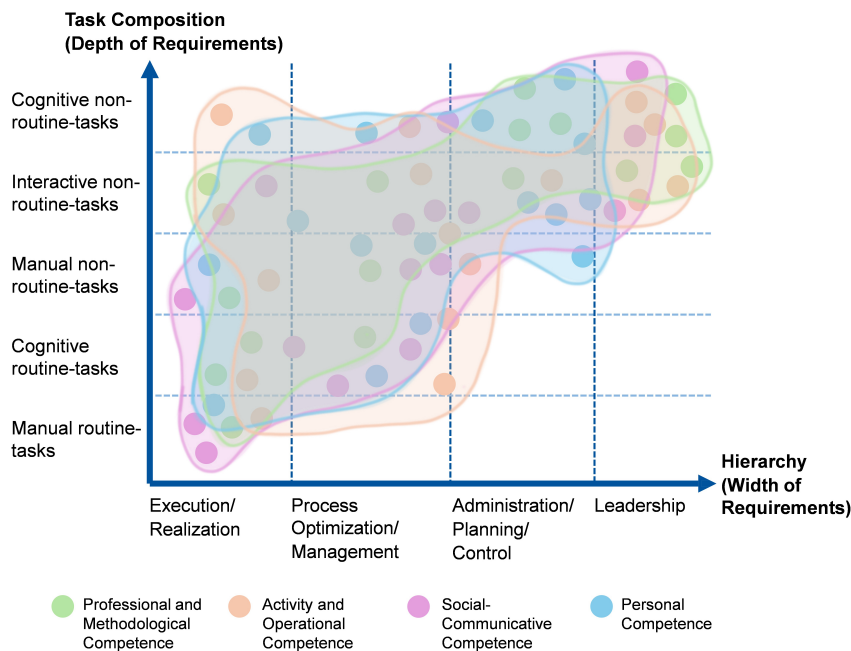 Task Composition
(Depth of Requirements)
Cognitive non-
routine-tasks
Interactive non-
routine-tasks
Manual non-
routine-tasks
Cognitive
routine-tasks
Manual routine-
tasks
Hierarchy
(Width of
Requirements)
Execution/
Realization
Process
Optimization/
Management
Administration/
Planning/
Control
Leadership
Professional and
Methodological
Competence
Activity and
Operational
Competence
Social-
Communicative
Competence
Personal
Competence